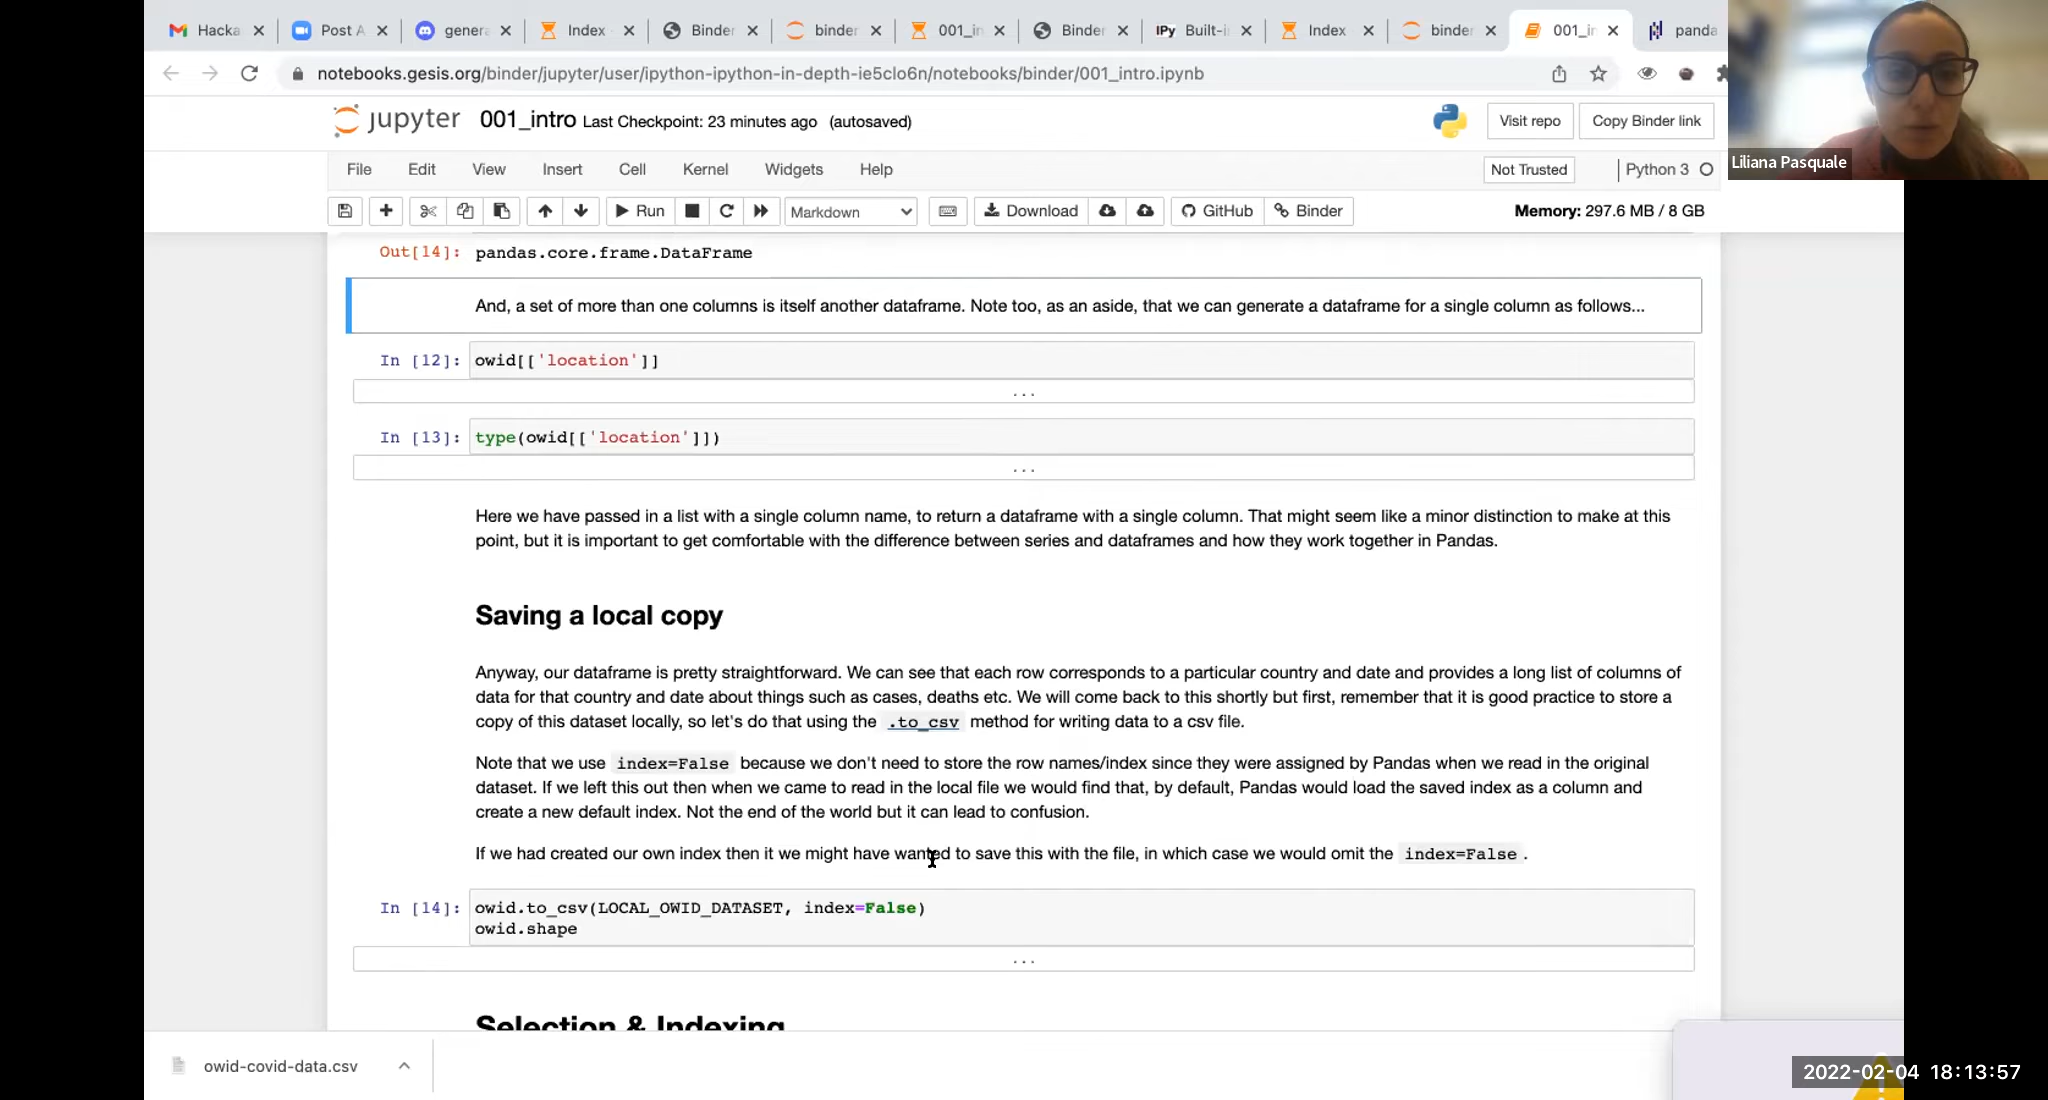 Hacka
Post A
genera
Index
Binder
binder
001_in
Binder
IPy Built-i
Index
binder
001_in
panda
notebooks.gesis.org/binder/jupyter/user/ipython-ipython-in-depth-ie5clo6n/notebooks/binder/001_intro.ipynb
jupyter 001_intro Last Checkpoint: 23 minutes ago (autosaved)
Visit repo Copy Binder link
Liliana Pasquale
File Edit View Insert Cell Kernel Widgets Help
Not Trusted Python 3
Run Markdown Download GitHub Binder
Memory: 297.6 MB / 8 GB
Out[14]: pandas.core.frame.DataFrame
And, a set of more than one columns is itself another dataframe. Note too, as an aside, that we can generate a dataframe for a single column as follows...
In [12]: owid[['location']]
...
In [13]: type(owid[['location']])
...
Here we have passed in a list with a single column name, to return a dataframe with a single column. That might seem like a minor distinction to make at this
point, but it is important to get comfortable with the difference between series and dataframes and how they work together in Pandas.
Saving a local copy
Anyway, our dataframe is pretty straightforward. We can see that each row corresponds to a particular country and date and provides a long list of columns of
data for that country and date about things such as cases, deaths etc. We will come back to this shortly but first, remember that it is good practice to store a
copy of this dataset locally, so let's do that using the .to_csv method for writing data to a csv file.
Note that we use index=False because we don't need to store the row names/index since they were assigned by Pandas when we read in the original
dataset. If we left this out then when we came to read in the local file we would find that, by default, Pandas would load the saved index as a column and
create a new default index. Not the end of the world but it can lead to confusion.
If we had created our own index then it we might have wanted to save this with the file, in which case we would omit the index=False .
In [14]: owid.to_csv(LOCAL_OWID_DATASET, index=False)
owid.shape
...
Selection & Indexing
owid-covid-data.csv
2022-02-04 18:13:57